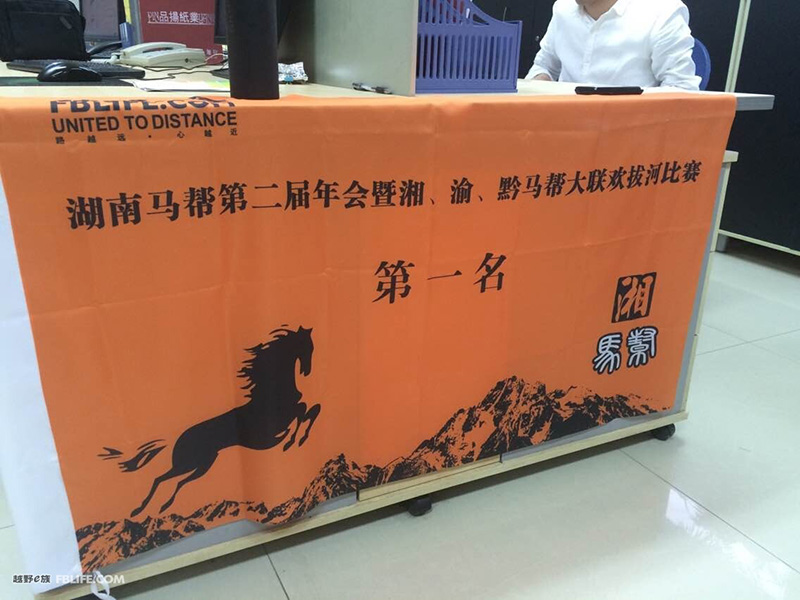 FBLIFE.COM
UNITED TO DISTANCE
路越远·心越近
湖南马帮第二届年会暨湘、渝、黔马帮大联欢拔河比赛
第一名
湘
馬幫
越野e族 FBLIFE.COM